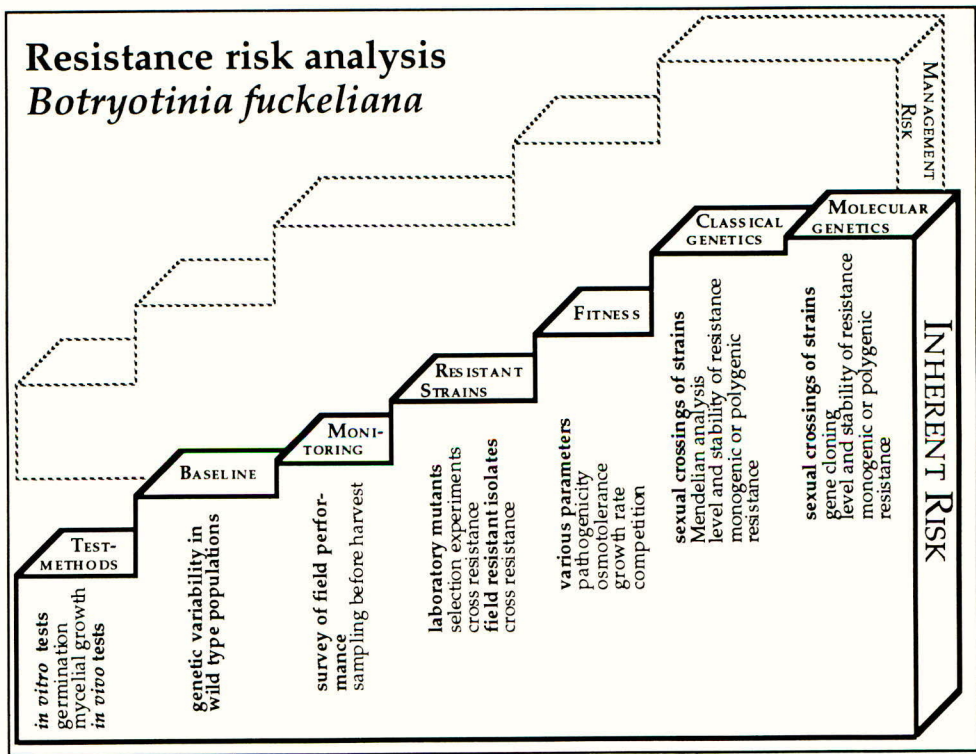 Resistance risk analysis
Botryotinia fuckeliana
MANAGEMENT
RISK
TEST-
METHODS
in vitro tests
germination
mycelial growth
in vivo tests
BASELINE
genetic variability in
wild type populations
MONI-
TORING
survey of field perfor-
mance
sampling before harvest
RESISTANT
STRAINS
laboratory mutants
selection experiments
cross resistance
field resistant isolates
cross resistance
FITNESS
various parameters
pathogenicity
osmotolerance
growth rate
competition
CLASSICAL
GENETICS
sexual crossings of strains
Mendelian analysis
level and stability of resistance
monogenic or polygenic
resistance
MOLECULAR
GENETICS
sexual crossings of strains
gene cloning
level and stability of resistance
monogenic or polygenic
resistance
INHERENT RISK